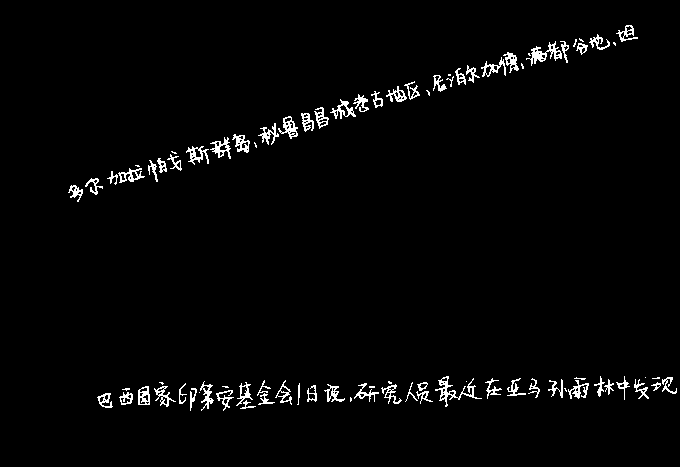 多尔加拉帕戈斯群岛,秘鲁昌昌城考古地区,尼泊尔加德满都谷地,坦
巴西国家印第安基金会1日说,研究人员最近在亚马孙雨林中发现